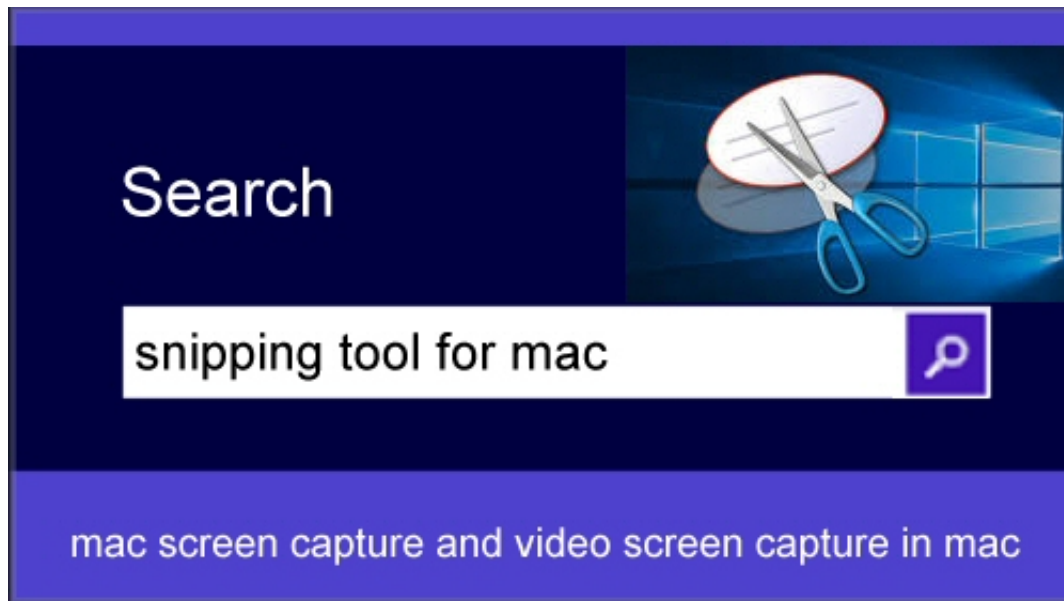 Search
snipping tool for mac
mac screen capture and video screen capture in mac